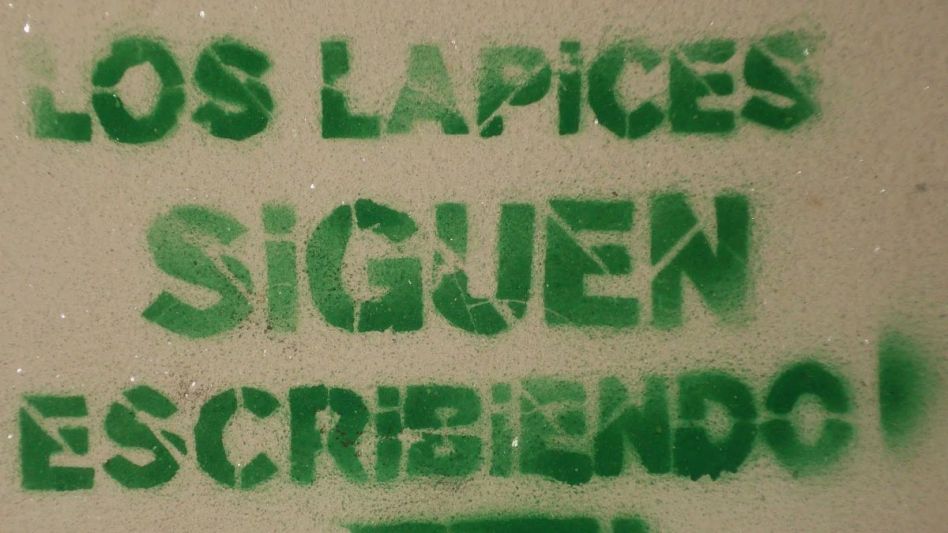 LOS LAPiCES
SiGUEN
ESCRiBiENDO